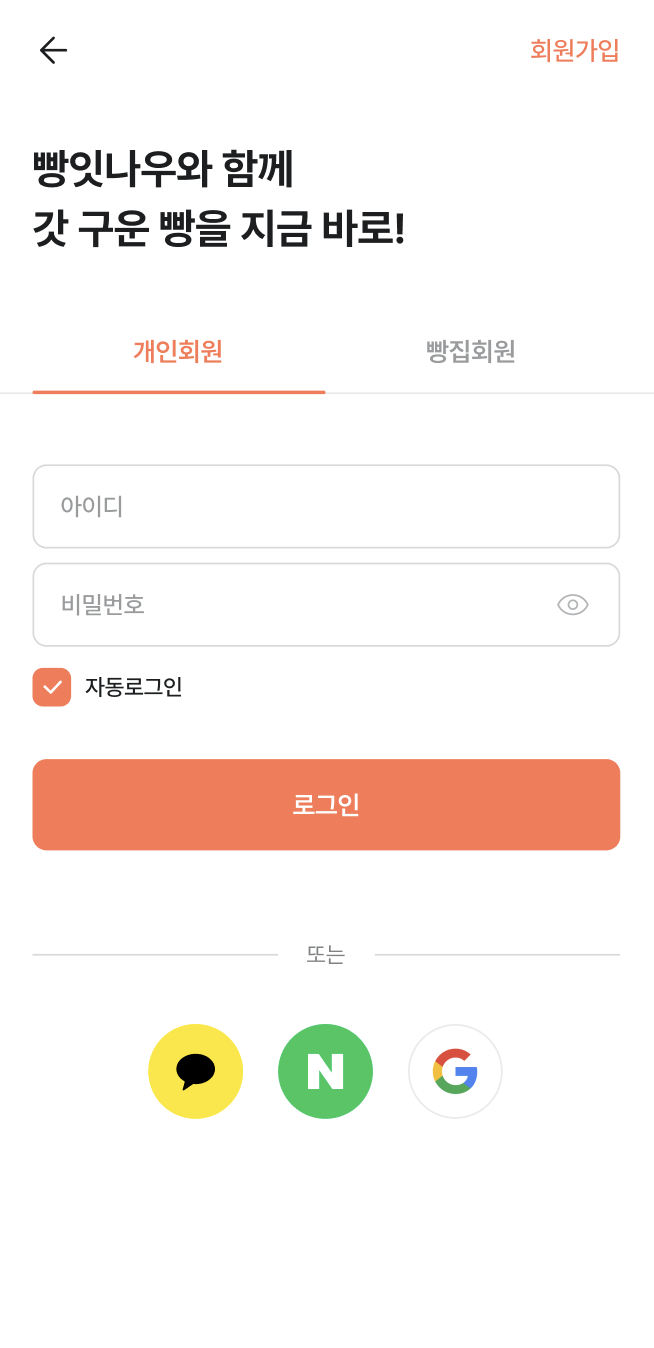 회원가입
빵잇나우와 함께
갓 구운 빵을 지금 바로!
개인회원 빵집회원
아이디
비밀번호
자동로그인
로그인
또는
N G